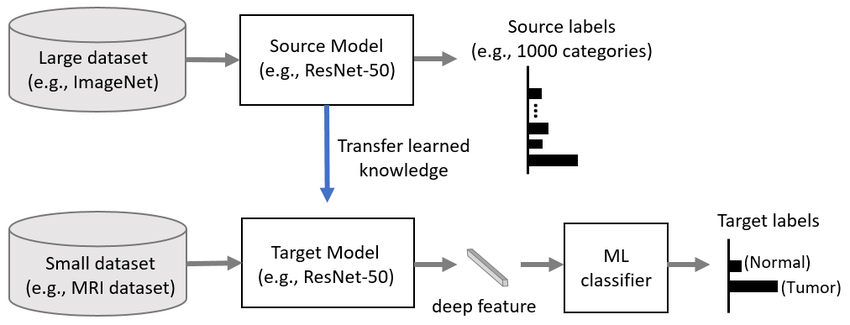 Large dataset
(e.g., ImageNet)
Source Model
(e.g., ResNet-50)
Source labels
(e.g., 1000 categories)
Transfer learned
knowledge
Small dataset
(e.g., MRI dataset)
Target Model
(e.g., ResNet-50)
deep feature
ML
classifier
Target labels
(Normal)
(Tumor)